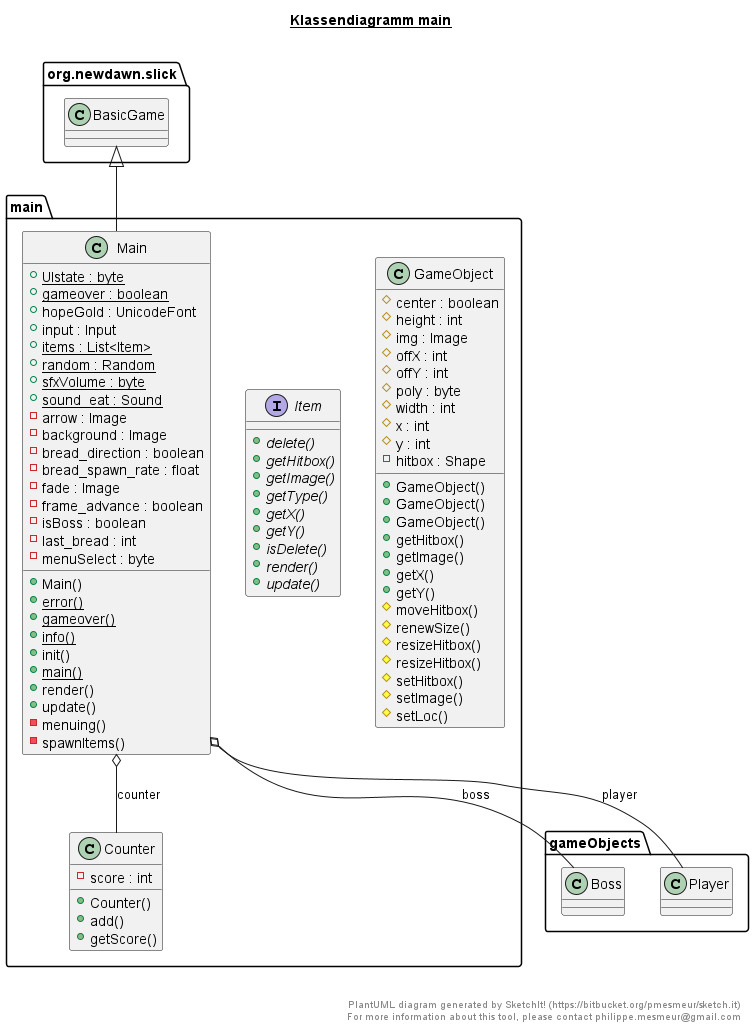 Klassendiagramm main
org.newdawn.slick
C BasicGame
main
C Main
UIstate : byte
gameover : boolean
hopeGold : UnicodeFont
input : Input
items : List<Item>
random : Random
sfxVolume : byte
sound_eat : Sound
arrow : Image
background : Image
bread_direction : boolean
bread_spawn_rate : float
fade : Image
frame_advance : boolean
isBoss : boolean
last_bread : int
menuSelect : byte
Main()
error()
gameover()
info()
init()
main()
render()
update()
menuing()
spawnItems()
I Item
delete()
getHitbox()
getImage()
getType()
getX()
getY()
isDelete()
render()
update()
C GameObject
center : boolean
height : int
img : Image
offX : int
offY : int
poly : byte
width : int
x : int
y : int
hitbox : Shape
GameObject()
GameObject()
GameObject()
getHitbox()
getImage()
getX()
getY()
moveHitbox()
renewSize()
resizeHitbox()
resizeHitbox()
setHitbox()
setImage()
setLoc()
counter
boss
player
C Counter
score : int
Counter()
add()
getScore()
gameObjects
C Boss
C Player
PlantUML diagram generated by SketchIt! (https://bitbucket.org/pmesmeur/sketch.it)
For more information about this tool, please contact philippe.mesmeur@gmail.com